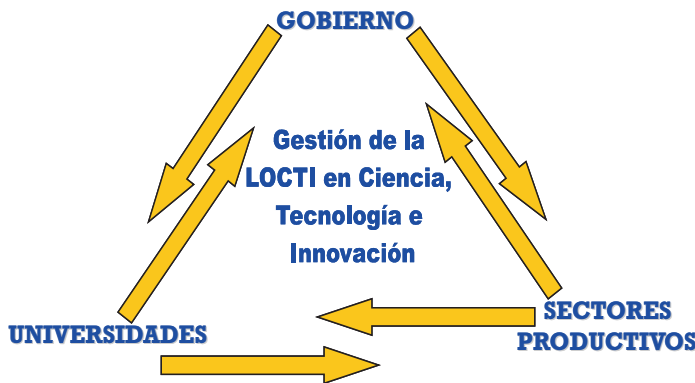 GOBIERNO
Gestión de la
LOCTI en Ciencia,
Tecnología e
Innovación
UNIVERSIDADES
SECTORES
PRODUCTIVOS